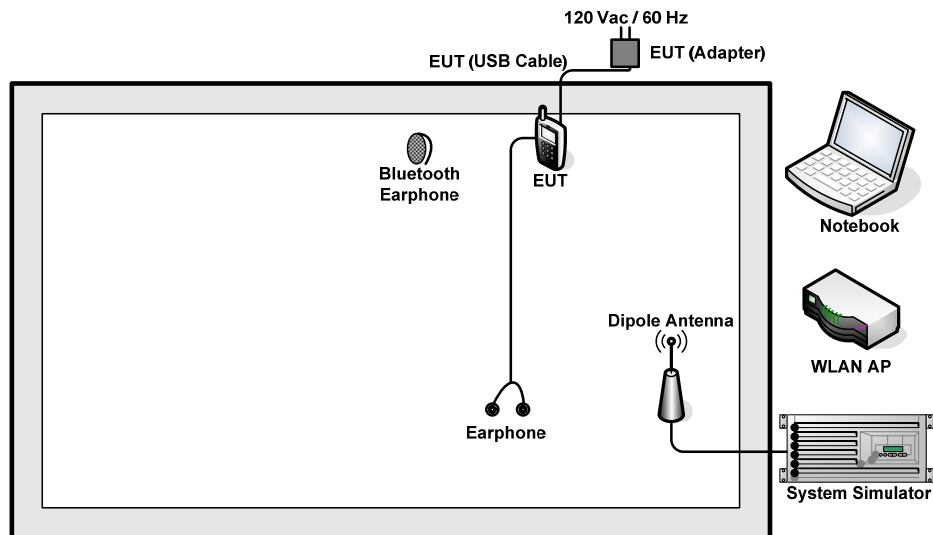 120 Vac / 60 Hz
EUT (USB Cable)
EUT (Adapter)
Bluetooth
Earphone
EUT
Notebook
Dipole Antenna
WLAN AP
Earphone
System Simulator